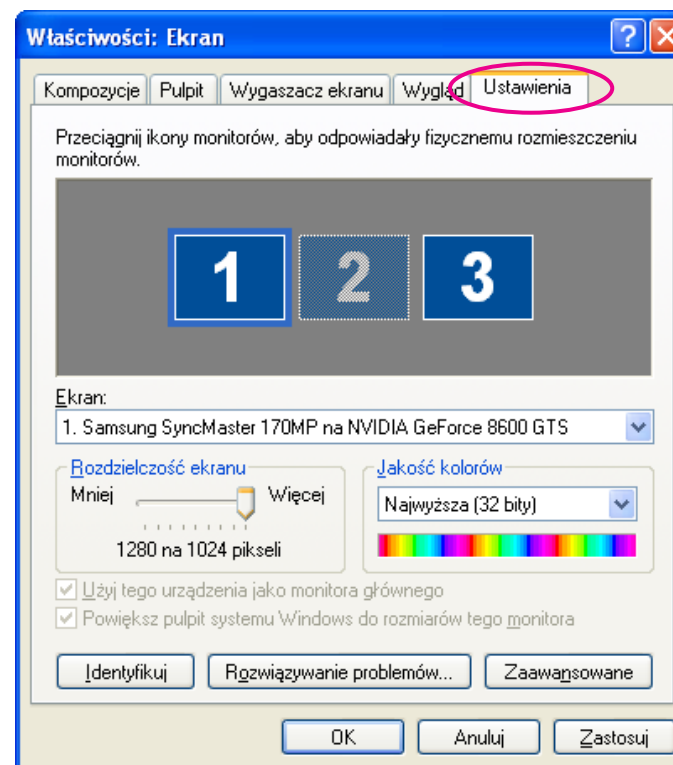 Właściwości: Ekran
Kompozycje Pulpit Wygaszacz ekranu Wygląd Ustawienia
Przeciągnij ikony monitorów, aby odpowiadały fizycznemu rozmieszczeniu
monitorów.
1 2 3
Ekran:
1. Samsung SyncMaster 170MP na NVIDIA GeForce 8600 GTS
Rozdzielczość ekranu
Mniej Więcej
1280 na 1024 pikseli
Jakość kolorów
Najwyższa (32 bity)
Użyj tego urządzenia jako monitora głównego
Powiększ pulpit systemu Windows do rozmiarów tego monitora
Identyfikuj Rozwiązywanie problemów... Zaawansowane
OK Anuluj Zastosuj